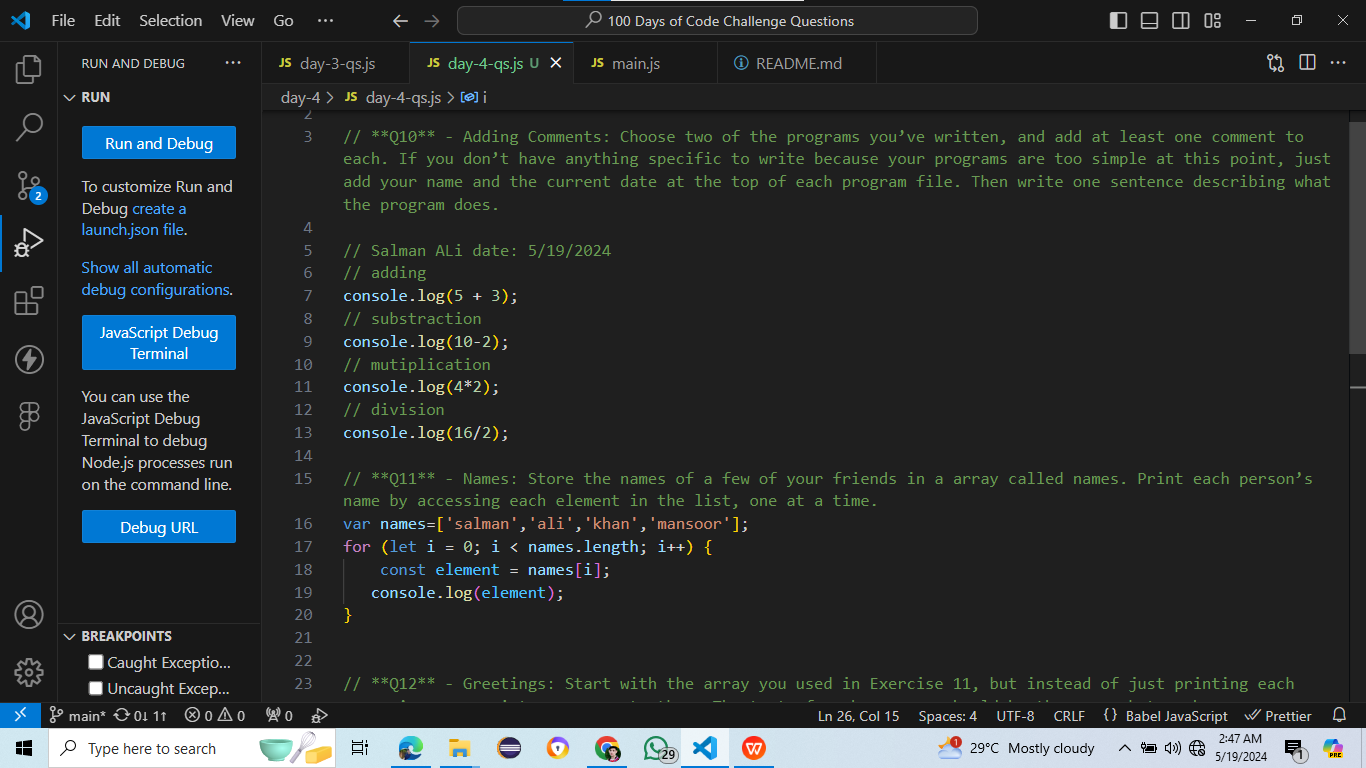 File Edit Selection View Go ··· 100 Days of Code Challenge Questions
RUN AND DEBUG ···
JS day-3-qs.js JS day-4-qs.js U JS main.js README.md
day-4 > JS day-4-qs.js > i
RUN
Run and Debug
To customize Run and
Debug create a
launch.json file.
Show all automatic
debug configurations.
JavaScript Debug
Terminal
You can use the
JavaScript Debug
Terminal to debug
Node.js processes run
on the command line.
Debug URL
BREAKPOINTS
Caught Exceptio...
Uncaught Excep...
2
2
3 // **Q10** - Adding Comments: Choose two of the programs you’ve written, and add at least one comment to
each. If you don’t have anything specific to write because your programs are too simple at this point, just
add your name and the current date at the top of each program file. Then write one sentence describing what
the program does.
4
5 // Salman ALi date: 5/19/2024
6 // adding
7 console.log(5 + 3);
8 // substraction
9 console.log(10-2);
10 // mutiplication
11 console.log(4*2);
12 // division
13 console.log(16/2);
14
15 // **Q11** - Names: Store the names of a few of your friends in a array called names. Print each person’s
name by accessing each element in the list, one at a time.
16 var names=['salman','ali','khan','mansoor'];
17 for (let i = 0; i < names.length; i++) {
18 const element = names[i];
19 console.log(element);
20 }
21
22
23 // **Q12** - Greetings: Start with the array you used in Exercise 11, but instead of just printing each
main* 0↓ 1↑ 0 0 0 Ln 26, Col 15 Spaces: 4 UTF-8 CRLF {} Babel JavaScript Prettier
Type here to search 29 1 29°C Mostly cloudy 2:47 AM 1 PRE
5/19/2024